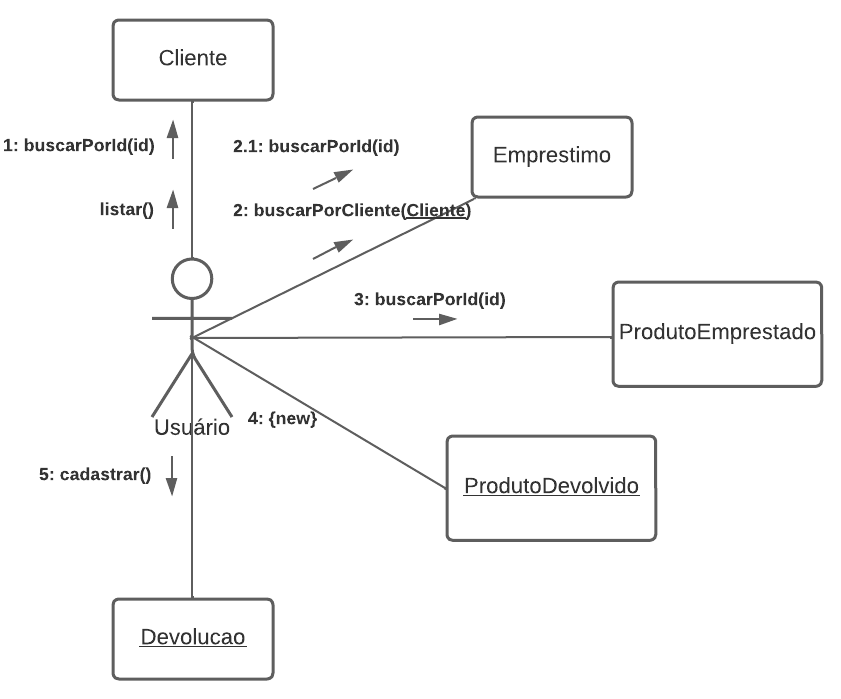 Cliente
1: buscarPorId(id)
2.1: buscarPorId(id)
Emprestimo
listar()
2: buscarPorCliente(Cliente)
3: buscarPorId(id)
ProdutoEmprestado
Usuário
4: {new}
5: cadastrar()
ProdutoDevolvido
Devolucao